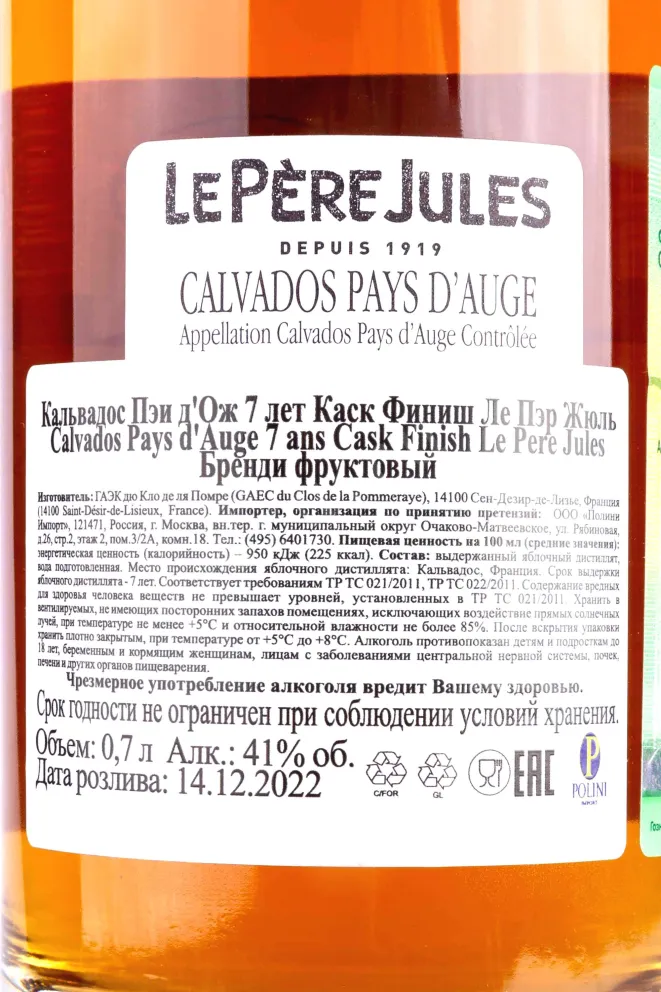 LE PÈRE JULES
DEPUIS 1919
CALVADOS PAYS D'AUGE
Appellation Calvados Pays d'Auge Contrôlée
Кальвадос Пэи д'Ож 7 лет Каск Финиш Ле Пэр Жюль
Calvados Pays d'Auge 7 ans Cask Finish Le Pere Jules
Бренди фруктовый
Изготовитель: ГАЭК дю Кло де ля Помре (GAEC du Clos de la Pommeraye), 14100 Сен-Дезир-де-Лизье, Франция
(14100 Saint-Désir-de-Lisieux, France). Импортер, организация по принятию претензий: ООО «Полини
Импорт», 121471, Россия, г. Москва, вн.тер. г. муниципальный округ Очаково-Матвеевское, ул. Рябиновая,
д.26, стр.2, этаж 2, пом.3/2А, комн.18. Тел.: (495) 6401730. Пищевая ценность на 100 мл (средние значения):
энергетическая ценность (калорийность) – 950 кДж (225 ккал). Состав: выдержанный яблочный дистиллят,
вода подготовленная. Место происхождения яблочного дистиллята: Кальвадос, Франция. Срок выдержки
яблочного дистиллята - 7 лет. Соответствует требованиям ТР ТС 021/2011, ТР ТС 022/2011. Содержание вредных
для здоровья человека веществ не превышает уровней, установленных в ТР ТС 021/2011. Хранить в
вентилируемых, не имеющих посторонних запахов помещениях, исключающих воздействие прямых солнечных
лучей, при температуре не менее +5°С и относительной влажности не более 85%. После вскрытия упаковки
хранить плотно закрытым, при температуре от +5°С до +8°С. Алкоголь противопоказан детям и подросткам до
18 лет, беременным и кормящим женщинам, лицам с заболеваниями центральной нервной системы, почек,
печени и других органов пищеварения.
Чрезмерное употребление алкоголя вредит Вашему здоровью.
Срок годности не ограничен при соблюдении условий хранения.
Объем: 0,7 л Алк.: 41% об.
Дата розлива: 14.12.2022
C/FOR
GL
EAC
P
POLINI
IMPORT